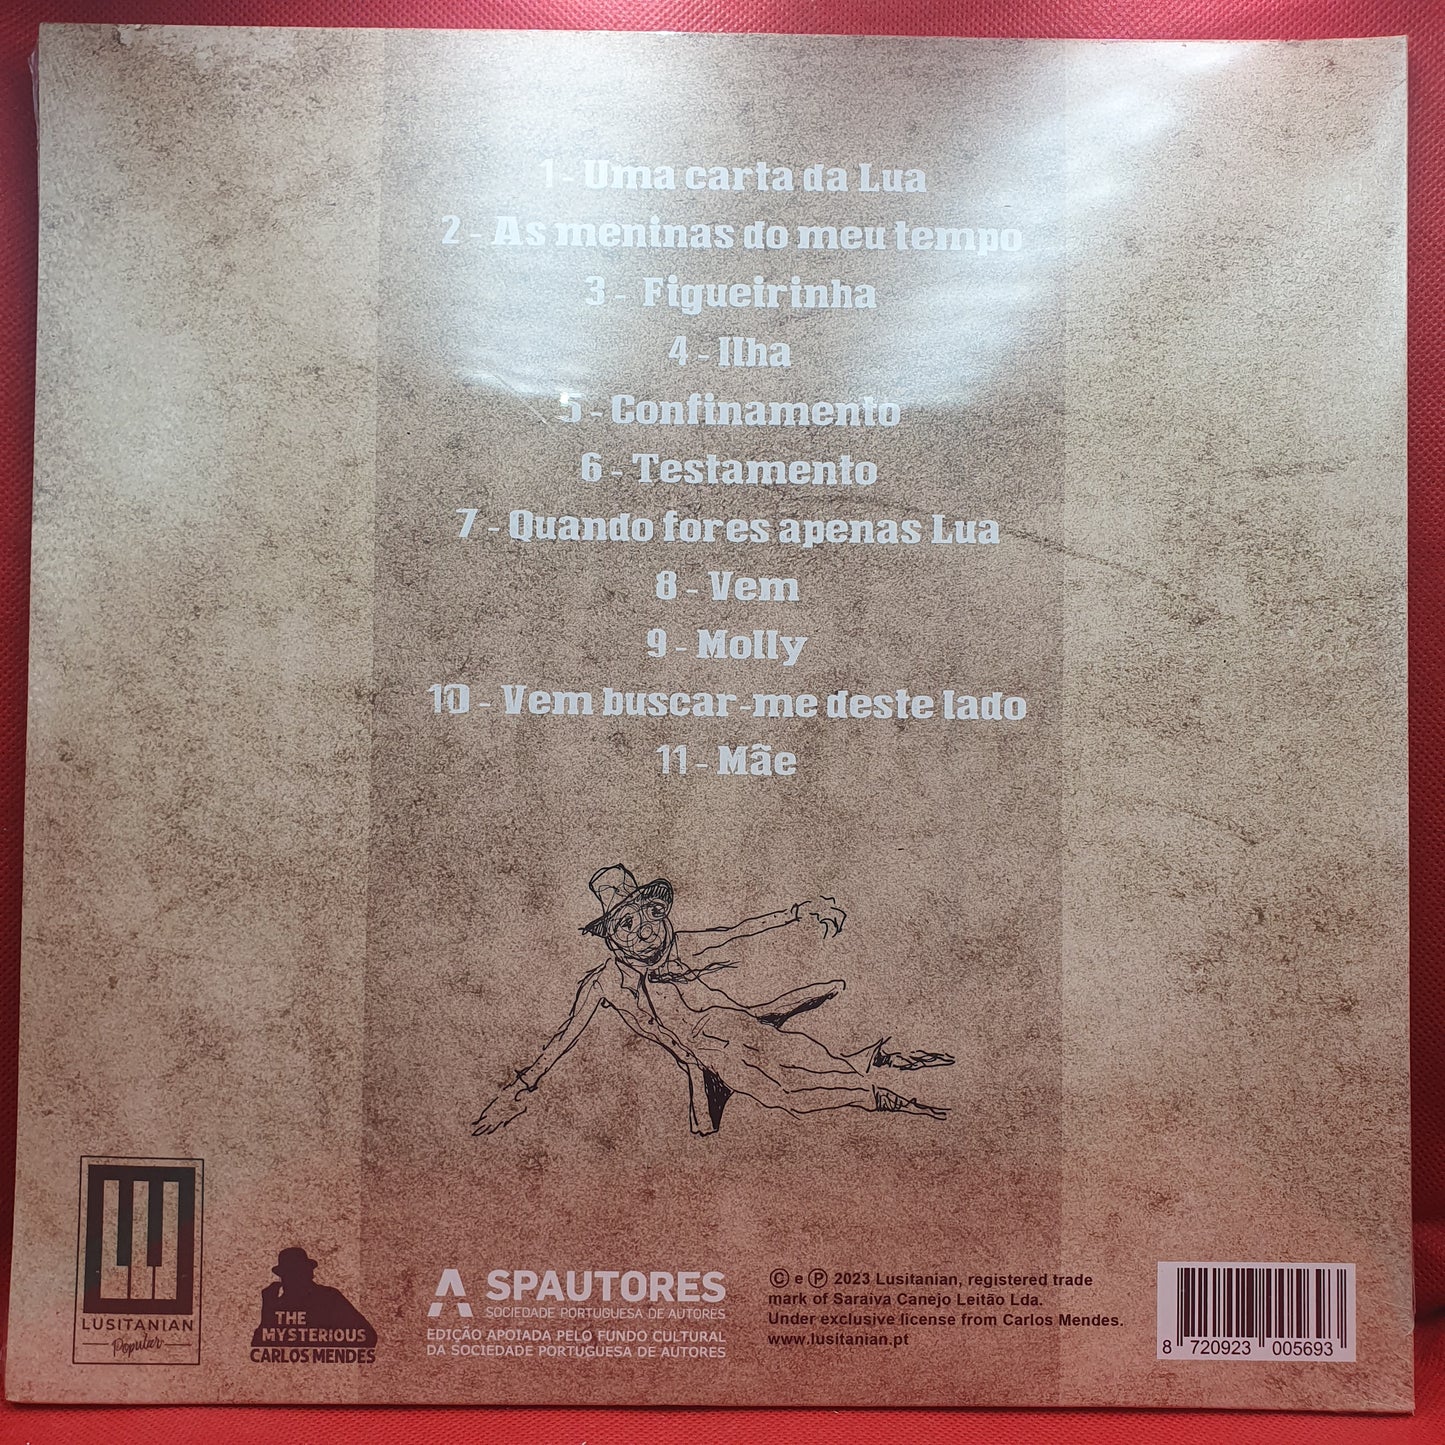 1 - Uma carta da Lua
2 - As meninas do meu tempo
3 - Figueirinha
4 - Ilha
5 - Confinamento
6 - Testamento
7 - Quando fores apenas Lua
8 - Vem
9 - Molly
10 - Vem buscar-me deste lado
11 - Mãe
LUSITANIAN
Popular
THE
MYSTERIOUS
CARLOS MENDES
SPAUTORES
SOCIEDADE PORTUGUESA DE AUTORES
EDIÇÃO APOIADA PELO FUNDO CULTURAL
DA SOCIEDADE PORTUGUESA DE AUTORES
© e ℗ 2023 Lusitanian, registered trade
mark of Saraiva Canejo Leitão Lda.
Under exclusive license from Carlos Mendes.
www.lusitanian.pt
8 720923 005693